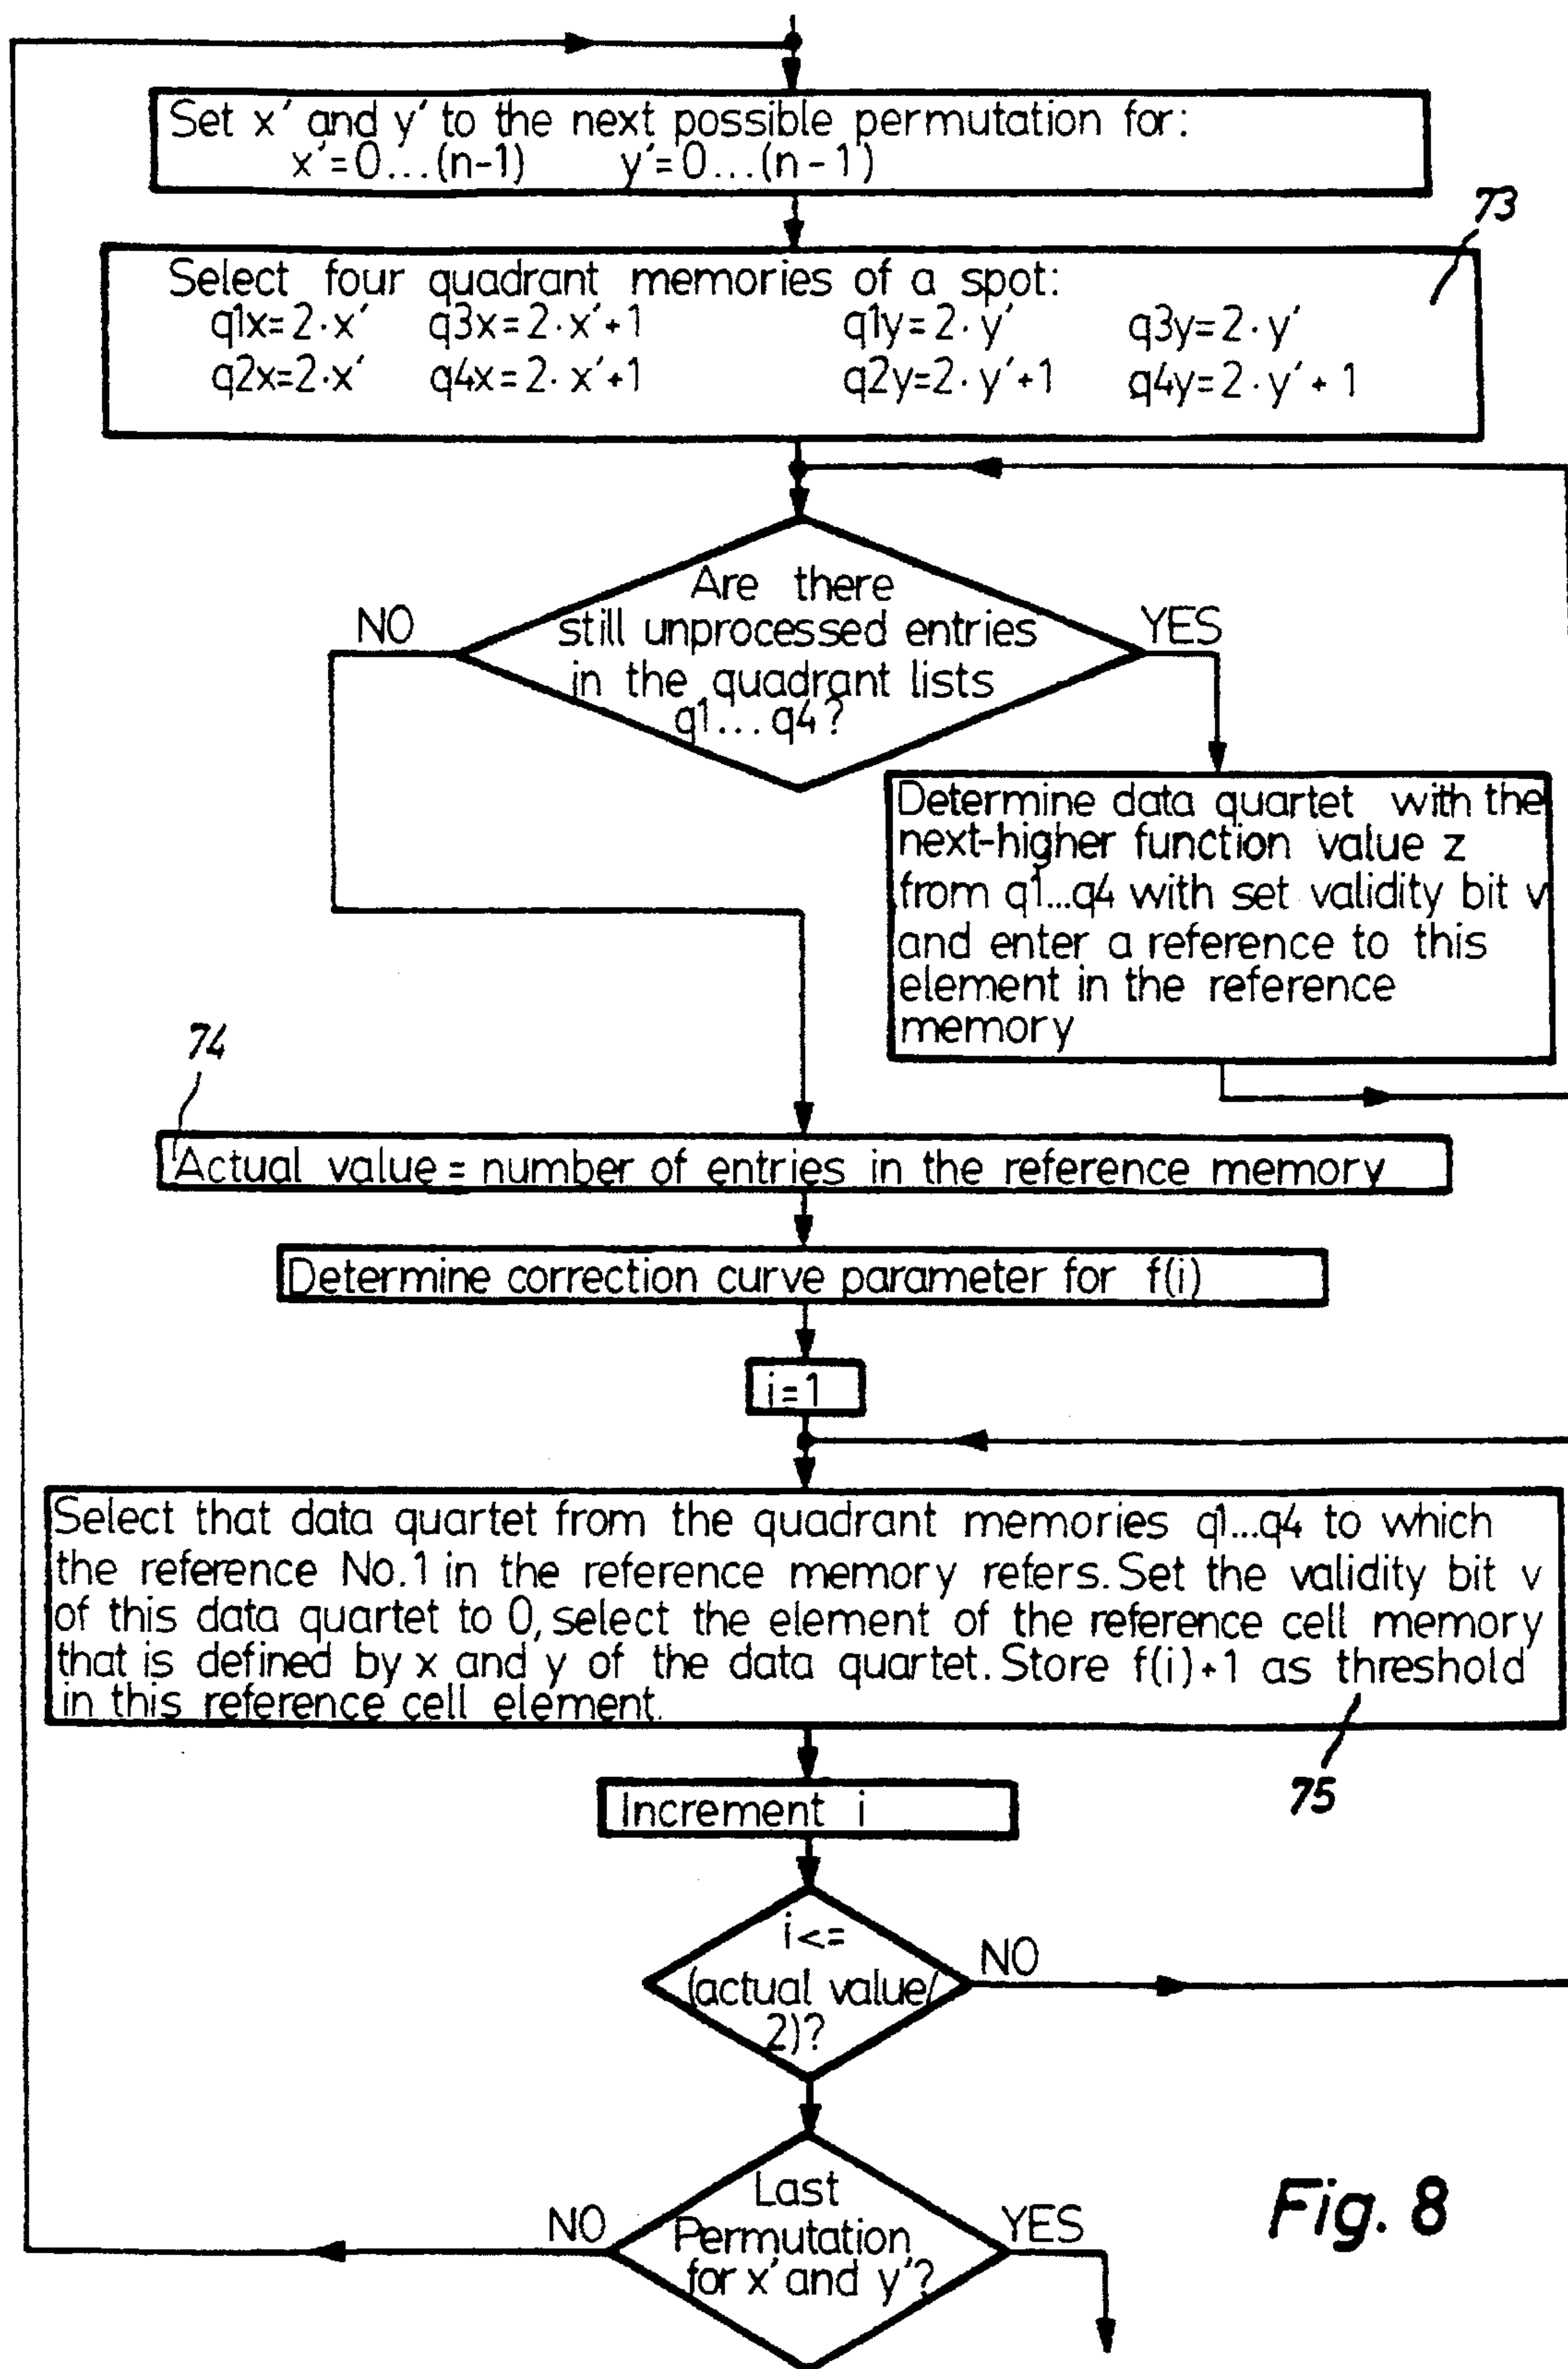 Set x' and y' to the next possible permutation for:
x'=0...(n-1) y'=0...(n-1)
73
Select four quadrant memories of a spot:
q1x=2·x' q3x=2·x'+1 q1y=2·y' q3y=2·y'
q2x=2·x' q4x=2·x'+1 q2y=2·y'+1 q4y=2·y'+1
Are there
NO still unprocessed entries YES
in the quadrant lists
q1...q4?
Determine data quartet with the
next-higher function value z
from q1...q4 with set validity bit v
and enter a reference to this
element in the reference
memory
74
Actual value = number of entries in the reference memory
Determine correction curve parameter for f(i)
i=1
Select that data quartet from the quadrant memories q1...q4 to which
the reference No.1 in the reference memory refers. Set the validity bit v
of this data quartet to 0, select the element of the reference cell memory
that is defined by x and y of the data quartet. Store f(i)+1 as threshold
in this reference cell element.
75
Increment i
i<=
NO
(actual value/
2)?
Last
NO Permutation YES
for x' and y'?
Fig. 8